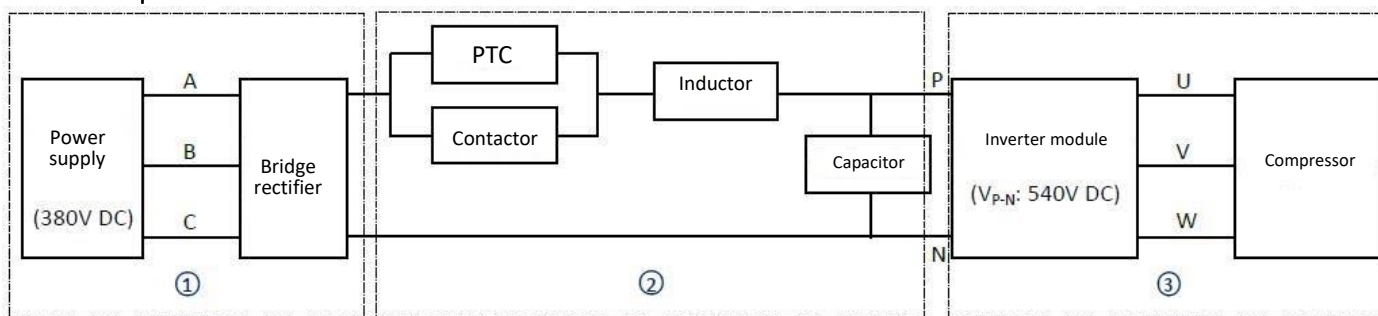 Power
supply
(380V DC)
A
B
C
Bridge
rectifier
①
PTC
Contactor
Inductor
Capacitor
②
P
N
Inverter module
(VP-N: 540V DC)
U
V
W
Compressor
③